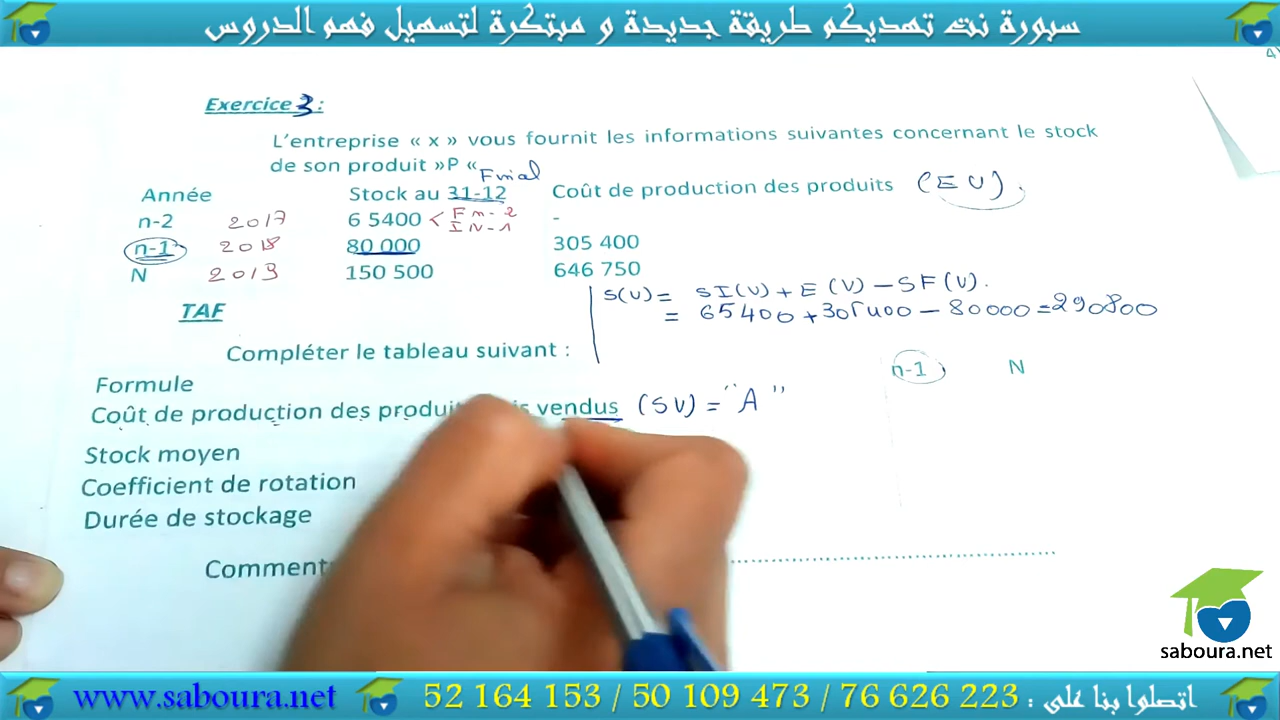 سبورة نت تهديكم طريقة جديدة و مبتكرة لتسهيل فهم الدروس
Exercice 3 :
L'entreprise « x » vous fournit les informations suivantes concernant le stock
de son produit »P «
Final
Année Stock au 31-12 Coût de production des produits (EV)
n-2 2017 6 5400 < F n-2 -
I N-1
n-1 2018 80 000 305 400
N 2019 150 500 646 750
S(V) = SI(V) + E(V) - SF(V).
= 65400 + 305400 - 80000 = 290800
TAF
Compléter le tableau suivant :
n-1 N
Formule
Coût de production des produits vendus (SV) = "A"
Stock moyen
Coefficient de rotation
Durée de stockage
Comment
saboura.net
www.saboura.net 52 164 153 / 50 109 473 / 76 626 223 : اتصلوا بنا على